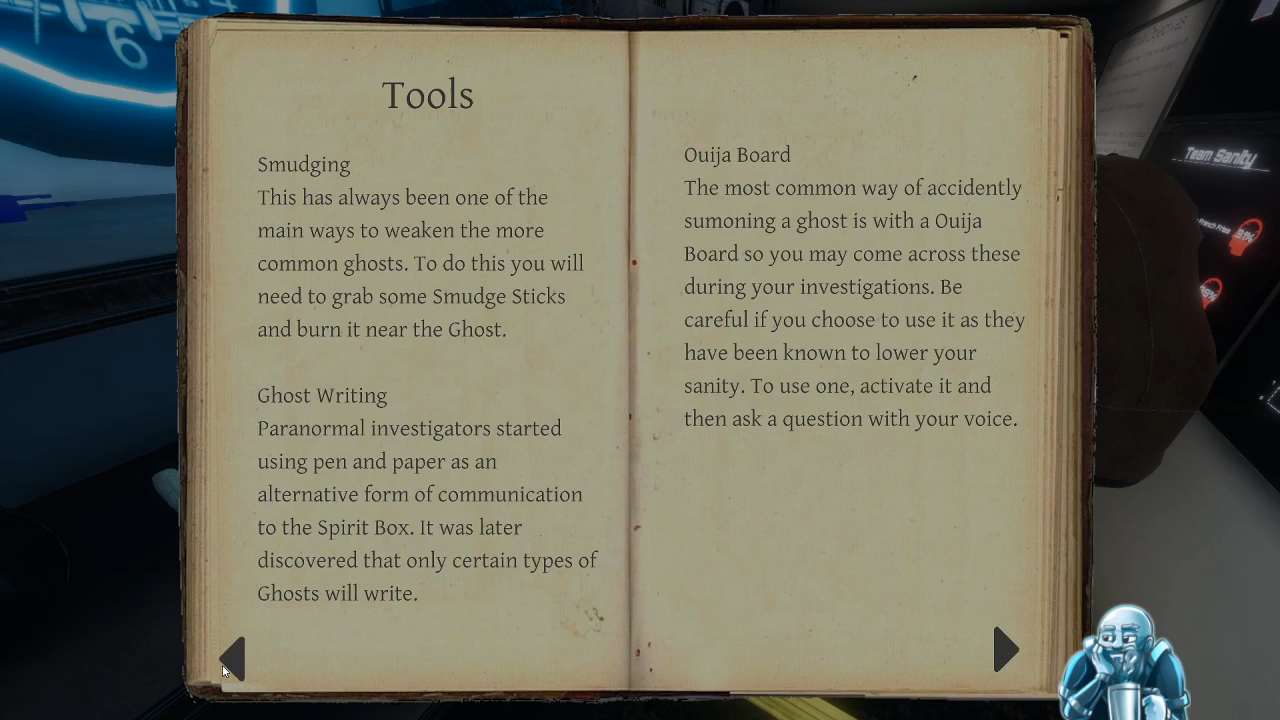 Tools
Smudging
This has always been one of the
main ways to weaken the more
common ghosts. To do this you will
need to grab some Smudge Sticks
and burn it near the Ghost.
Ghost Writing
Paranormal investigators started
using pen and paper as an
alternative form of communication
to the Spirit Box. It was later
discovered that only certain types of
Ghosts will write.
Ouija Board
The most common way of accidently
sumoning a ghost is with a Ouija
Board so you may come across these
during your investigations. Be
careful if you choose to use it as they
have been known to lower your
sanity. To use one, activate it and
then ask a question with your voice.
Team Sanity